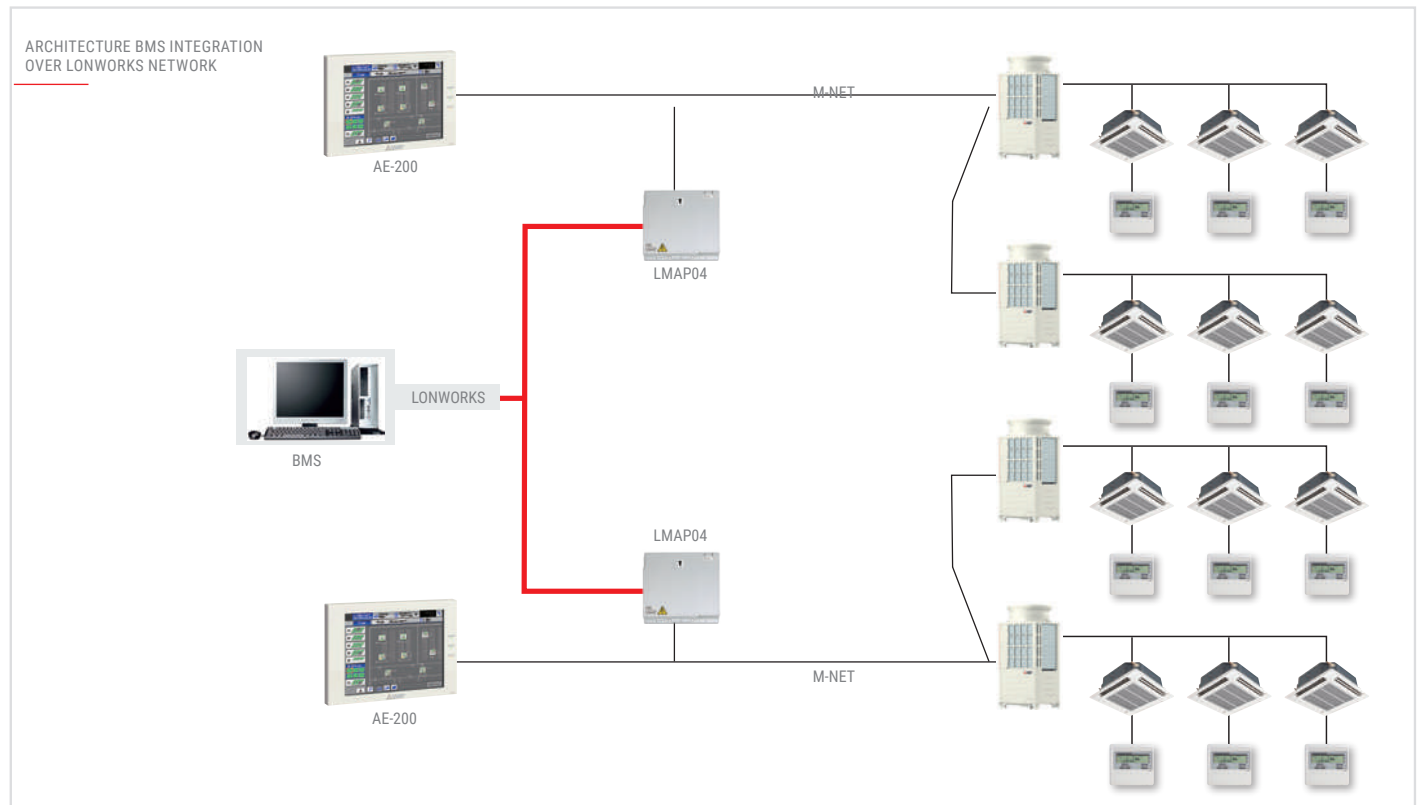 ARCHITECTURE BMS INTEGRATION
OVER LONWORKS NETWORK
M-NET
AE-200
LMAP04
LONWORKS
BMS
LMAP04
M-NET
AE-200